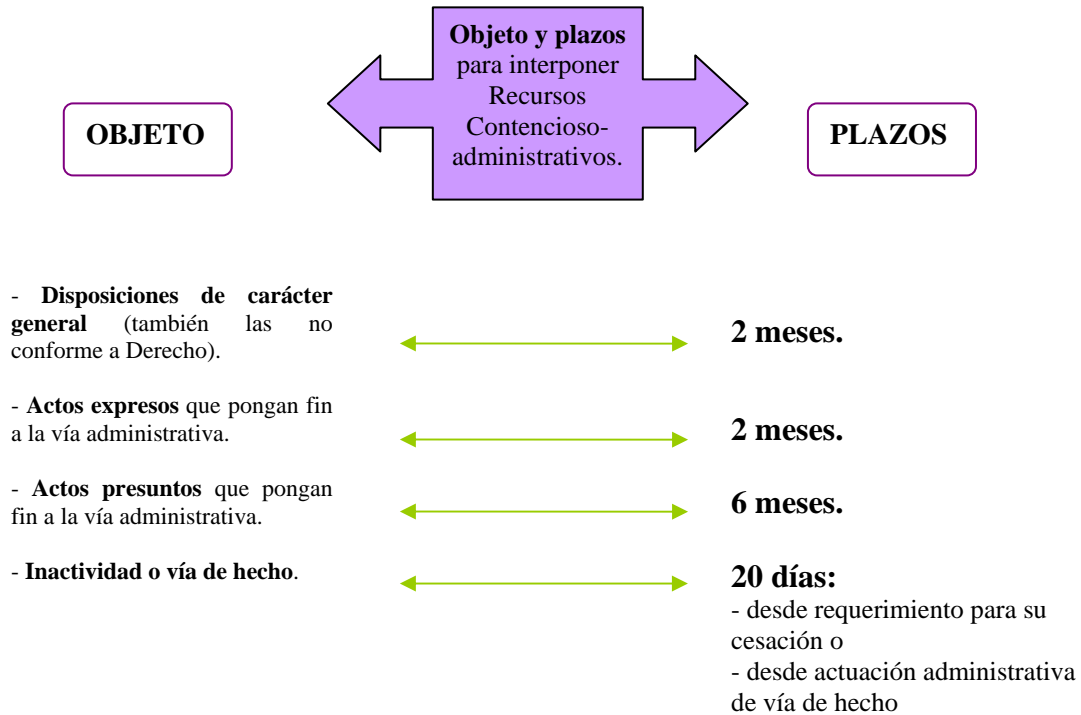 Objeto y plazos
para interponer
Recursos
Contencioso-
administrativos.
OBJETO
PLAZOS
- Disposiciones de carácter
general (también las no
conforme a Derecho).
2 meses.
- Actos expresos que pongan fin
a la vía administrativa.
2 meses.
- Actos presuntos que pongan
fin a la vía administrativa.
6 meses.
- Inactividad o vía de hecho.
20 días:
- desde requerimiento para su
cesación o
- desde actuación administrativa
de vía de hecho